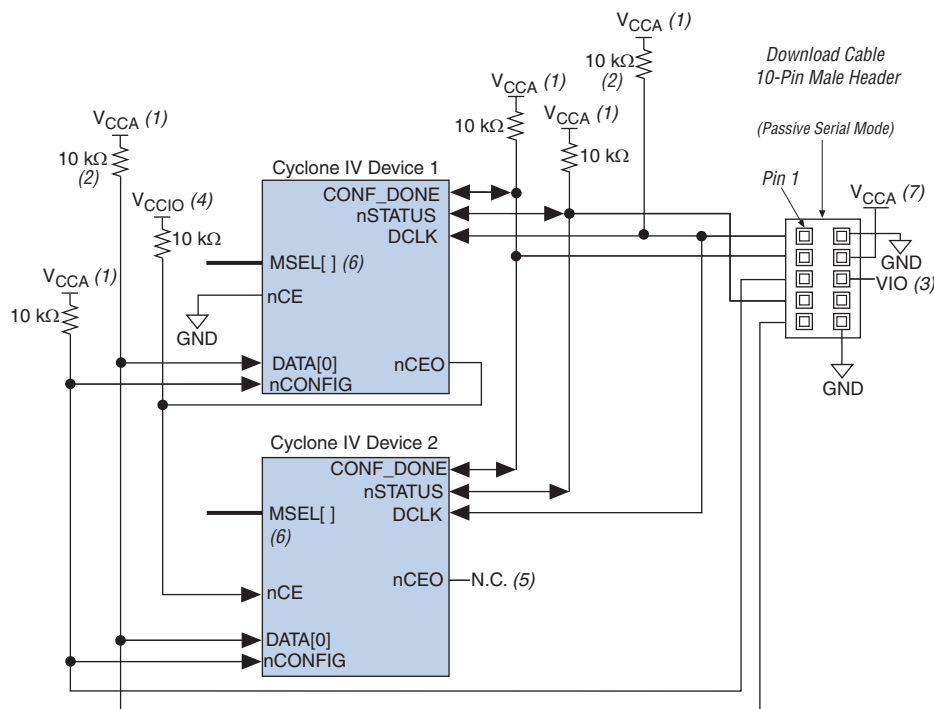 VCCA (1)
10 kΩ
(2)
Download Cable
10-Pin Male Header
(Passive Serial Mode)
Pin 1
VCCA (1)
10 kΩ
VCCA (1)
10 kΩ
VCCA (1)
10 kΩ
(2)
VCCIO (4)
10 kΩ
VCCA (1)
10 kΩ
Cyclone IV Device 1
CONF_DONE
nSTATUS
DCLK
MSEL[ ] (6)
nCE
GND
DATA[0]
nCONFIG
nCEO
VCCA (7)
GND
VIO (3)
GND
Cyclone IV Device 2
CONF_DONE
nSTATUS
DCLK
MSEL[ ]
(6)
nCEO
N.C. (5)
nCE
DATA[0]
nCONFIG